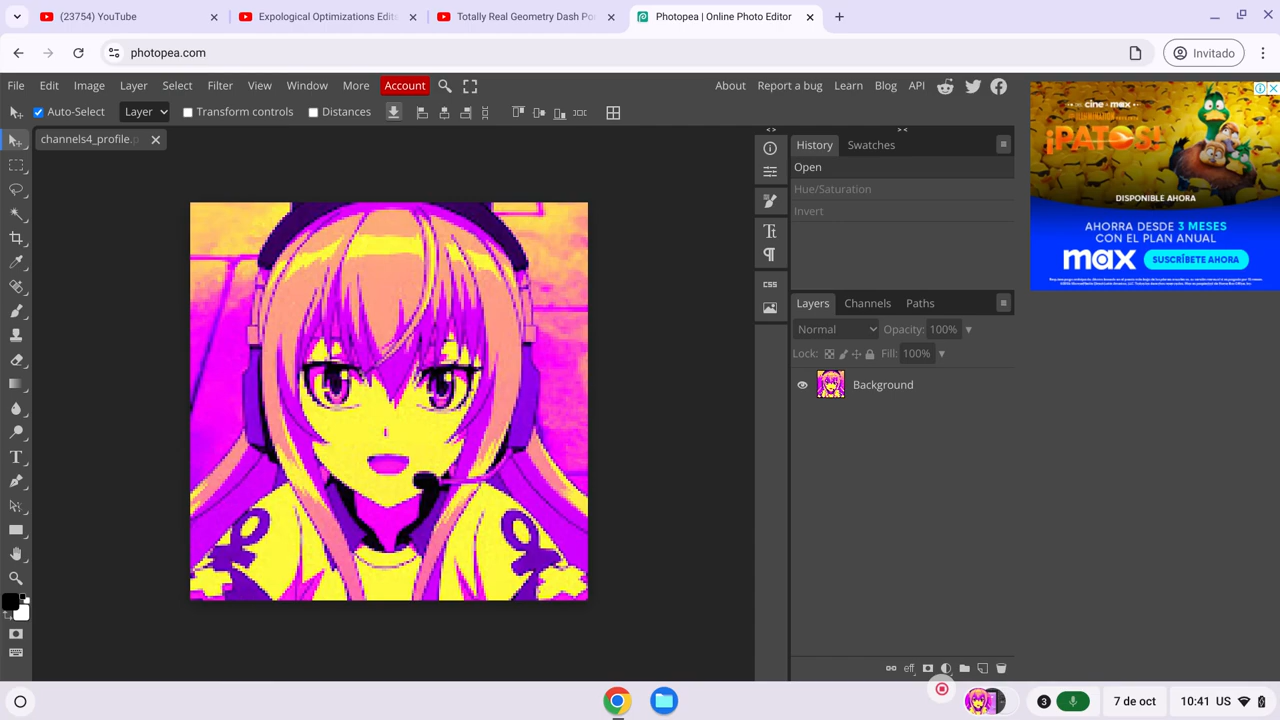 (23754) YouTube
Expological Optimizations Edit
Totally Real Geometry Dash Po
Photopea | Online Photo Editor
photopea.com
Invitado
File Edit Image Layer Select Filter View Window More Account
About Report a bug Learn Blog API
Auto-Select Layer Transform controls Distances
channels4_profile.p
History Swatches
Open
Hue/Saturation
Invert
css
Layers Channels Paths
Normal Opacity: 100%
Lock: Fill: 100%
Background
eff
cine max
ILLUMINATION
¡PATOS!
DISPONIBLE AHORA
AHORA DESDE 3 MESES
CON EL PLAN ANUAL
max SUSCRÍBETE AHORA
3 7 de oct 10:41 US